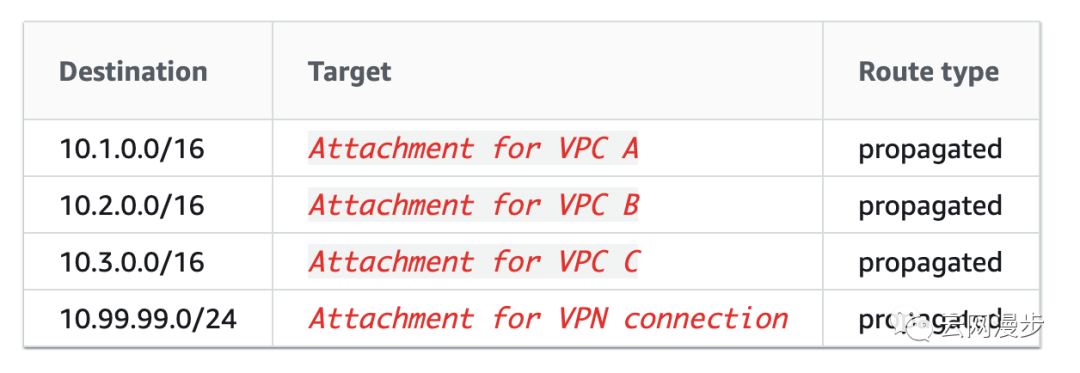 Destination Target Route type
10.1.0.0/16 Attachment for VPC A propagated
10.2.0.0/16 Attachment for VPC B propagated
10.3.0.0/16 Attachment for VPC C propagated
10.99.99.0/24 Attachment for VPN connection propagated
云网漫步